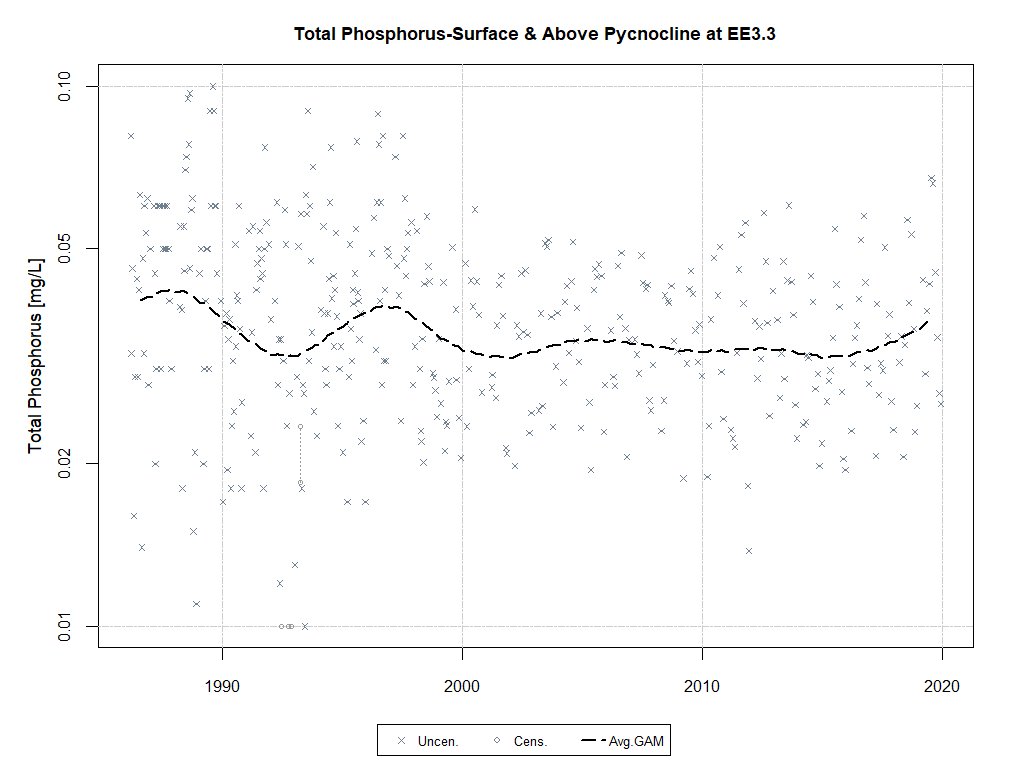 Total Phosphorus-Surface & Above Pycnocline at EE3.3
Total Phosphorus [mg/L]
0.10
0.05
0.02
0.01
1990 2000 2010 2020
Uncen. Cens. Avg.GAM